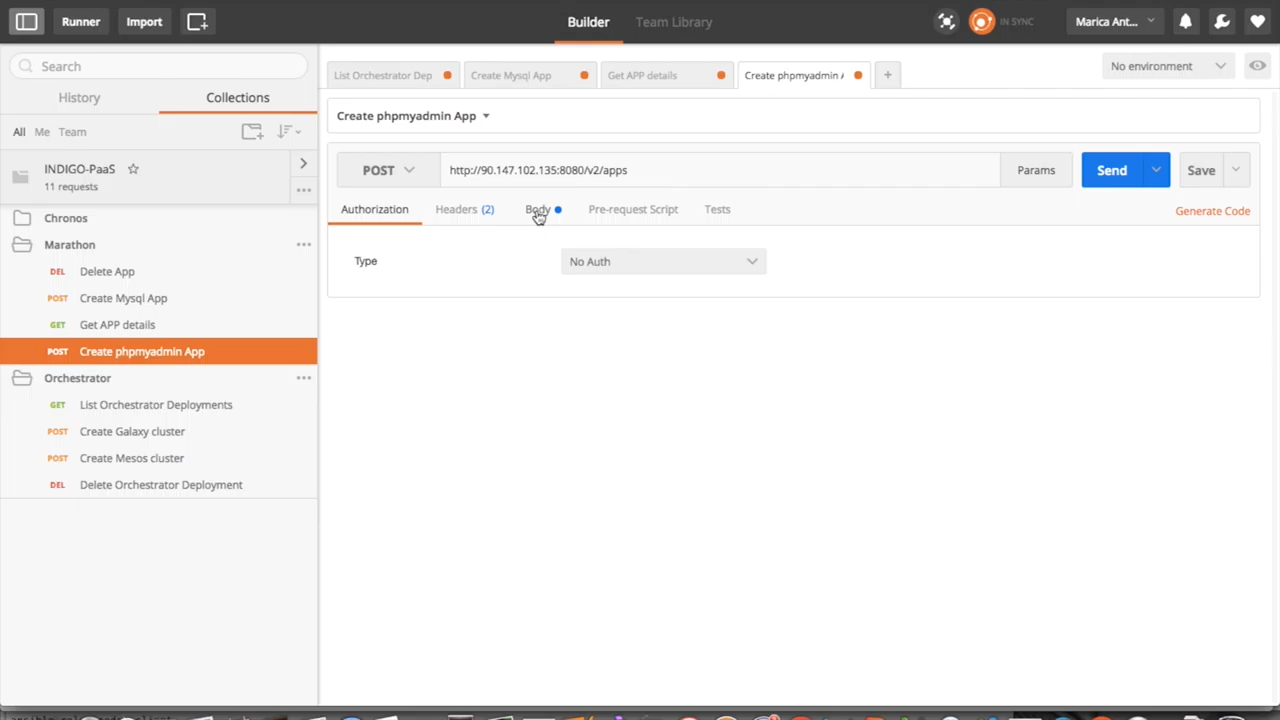 Runner
Import
Builder
Team Library
IN SYNC
Marica Ant...
Search
History
Collections
All Me Team
INDIGO-PaaS
11 requests
Chronos
Marathon
DEL Delete App
POST Create Mysql App
GET Get APP details
POST Create phpmyadmin App
Orchestrator
GET List Orchestrator Deployments
POST Create Galaxy cluster
POST Create Mesos cluster
DEL Delete Orchestrator Deployment
List Orchestrator Dep
Create Mysql App
Get APP details
Create phpmyadmin A
No environment
Create phpmyadmin App
POST
http://90.147.102.135:8080/v2/apps
Params
Send
Save
Authorization
Headers (2)
Body
Pre-request Script
Tests
Generate Code
Type
No Auth